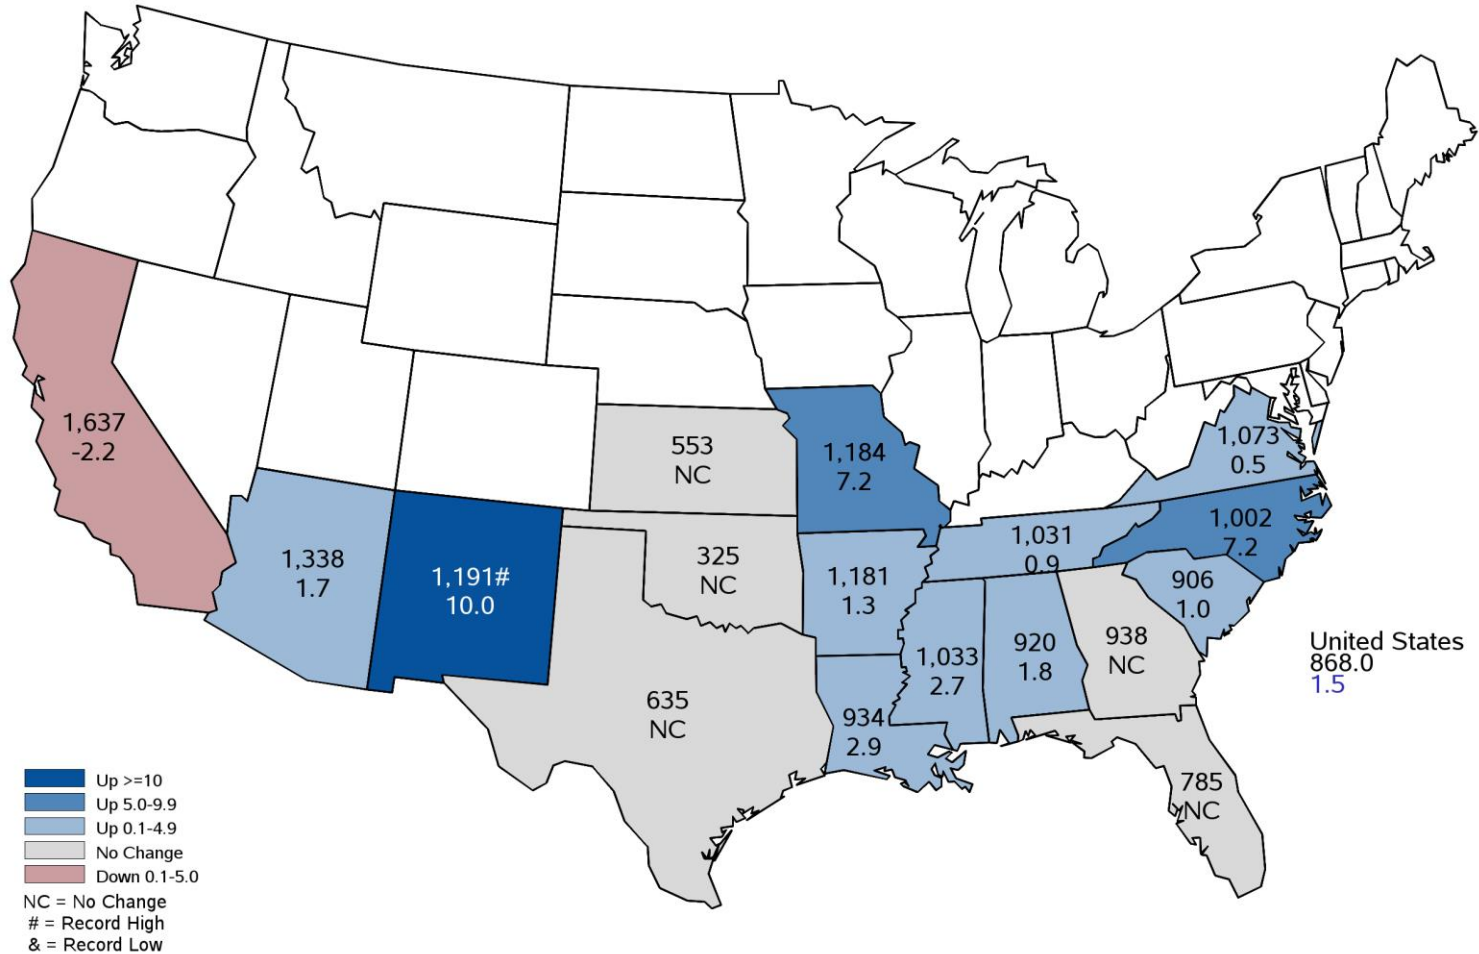 1,637
-2.2
553
NC
1,184
7.2
1,073
0.5
1,338
1.7
1,191#
10.0
325
NC
1,181
1.3
1,031
0.9
1,002
7.2
906
1.0
635
NC
934
2.9
1,033
2.7
920
1.8
938
NC
785
NC
United States
868.0
1.5
Up >=10
Up 5.0-9.9
Up 0.1-4.9
No Change
Down 0.1-5.0
NC = No Change
# = Record High
& = Record Low